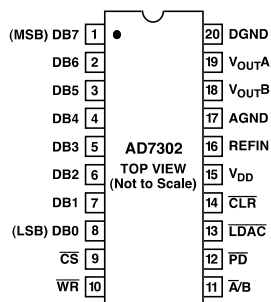 (MSB) DB7 1 20 DGND
DB6 2 19 VOUTA
DB5 3 18 VOUTB
DB4 4 17 AGND
DB3 5 AD7302 16 REFIN
DB2 6 TOP VIEW 15 VDD
(Not to Scale)
DB1 7 14 CLR
(LSB) DB0 8 13 LDAC
CS 9 12 PD
WR 10 11 A/B